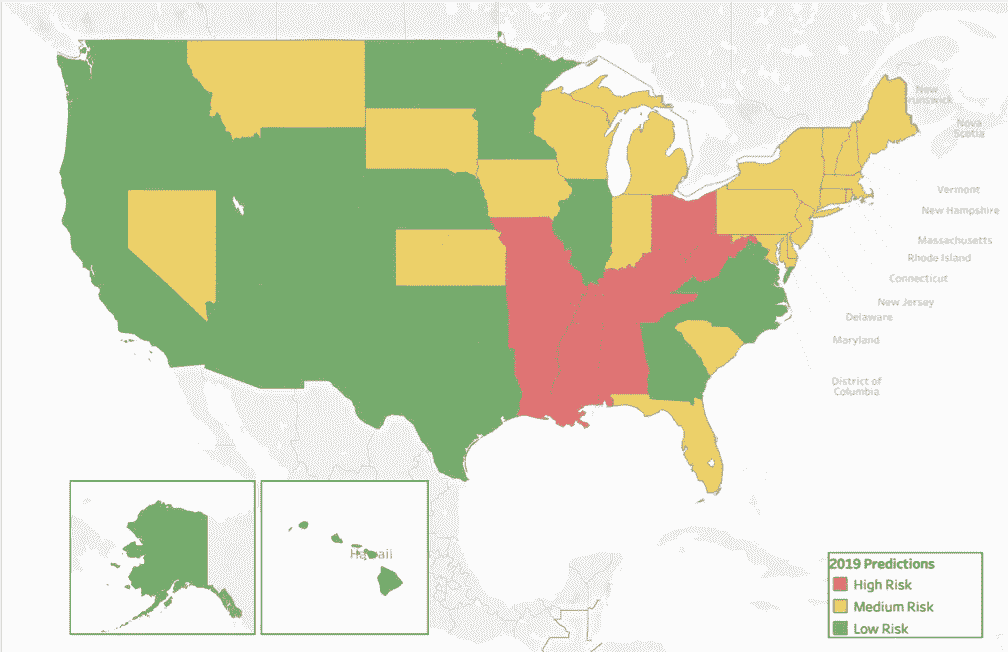 New
Brunswick
Nova
Scotia
Vermont
New Hampshire
Massachusetts
Rhode Island
Connecticut
New Jersey
Delaware
Maryland
District of
Columbia
Hawaii
2019 Predictions
High Risk
Medium Risk
Low Risk